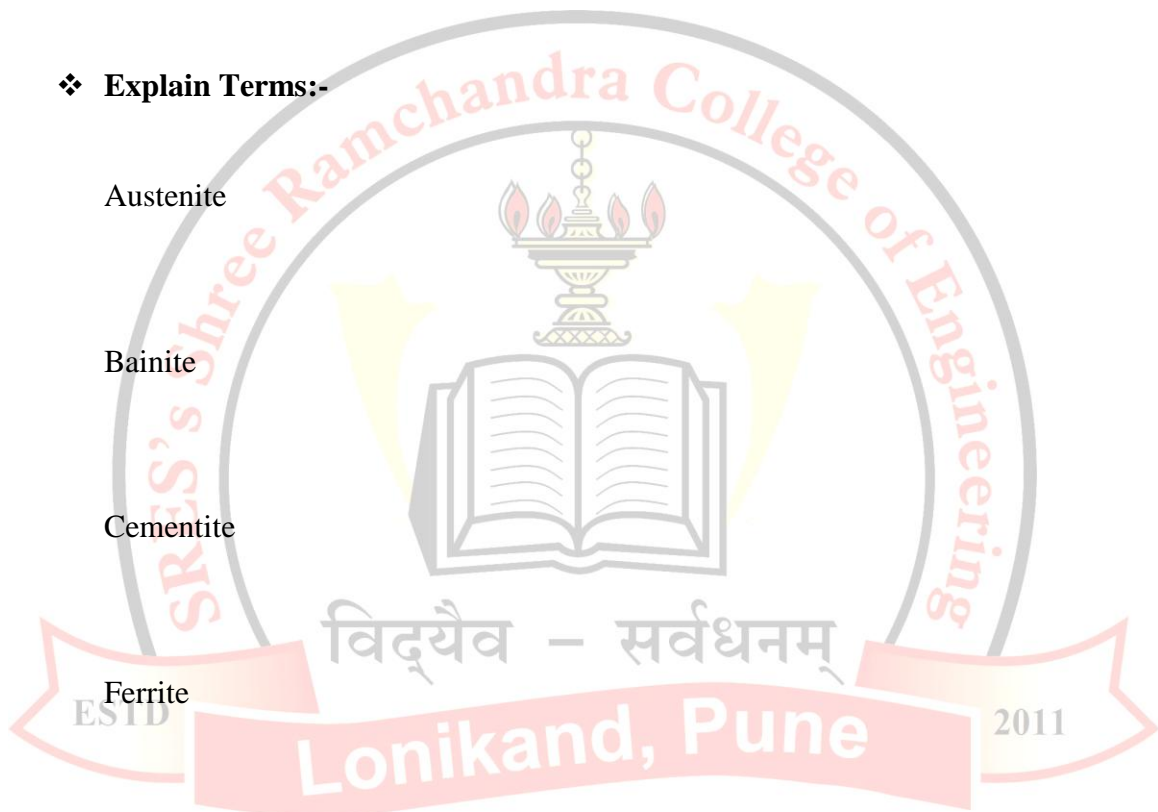 ❖ Explain Terms:-
SRES's Shree Ramchandra College of Engineering
Austenite
Bainite
Cementite
विद्यैव – सर्वधनम्
Ferrite
ESTD
2011
Lonikand, Pune